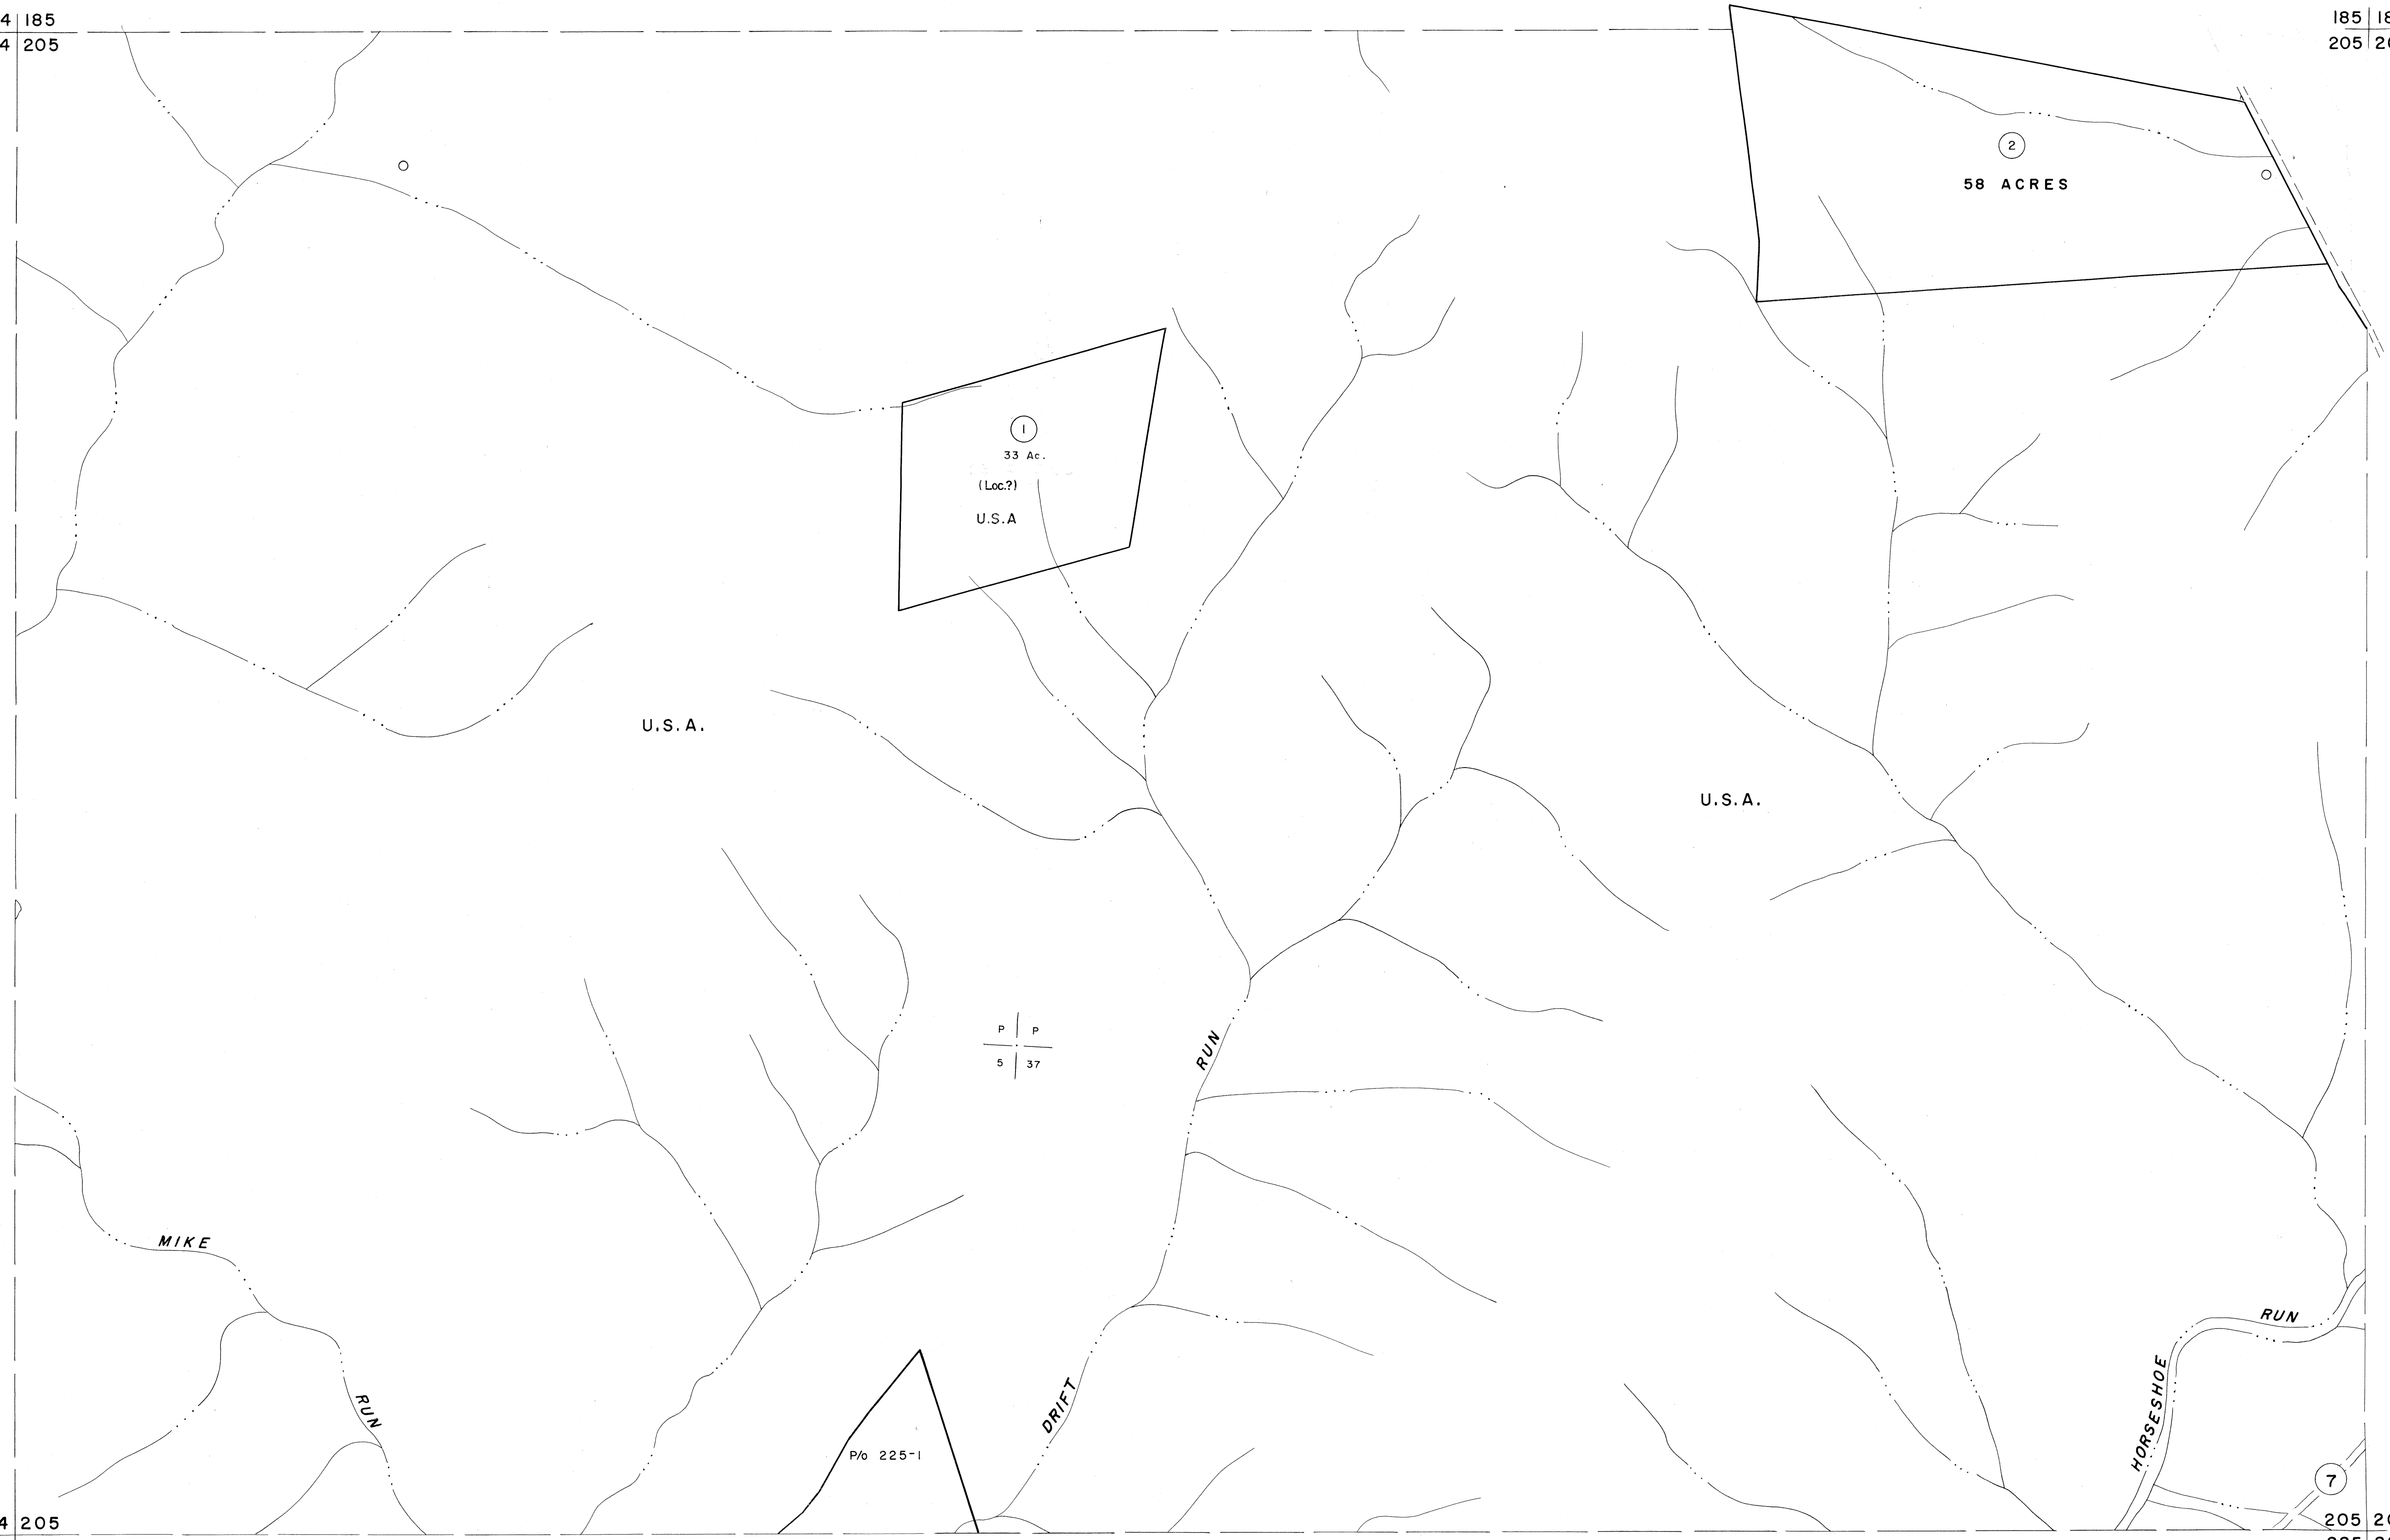 4 185
4 205
185 18
205 20
2
58 ACRES
1
33 Ac.
(Loc.?)
U.S.A
U.S.A.
U.S.A.
P P
5 37
RUN
DRIFT
MIKE
RUN
RUN
HORSESHOE
P/o 225-1
7
4 205
205 20